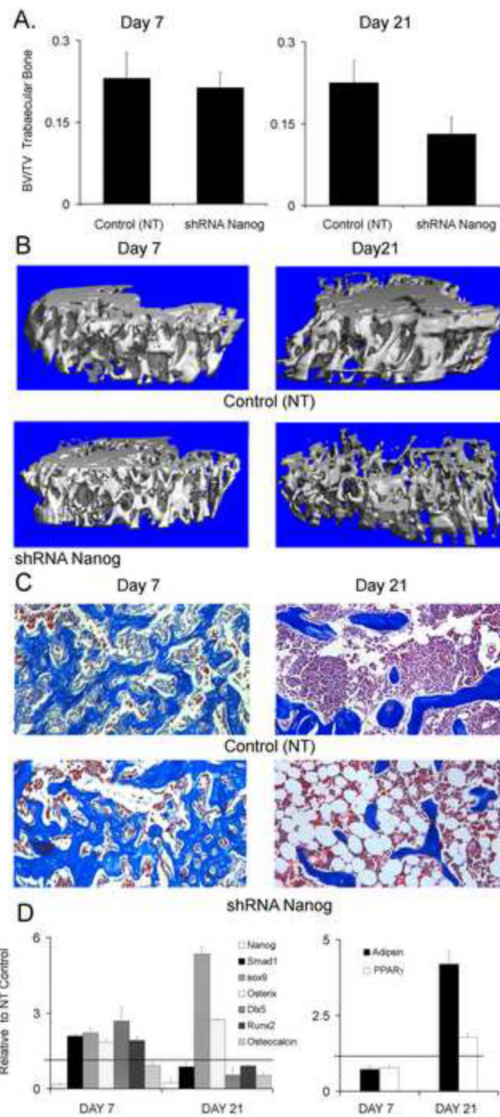 A.
Day 7
Day 21
BV/TV Trabaecular Bone
0.3
0.15
0
Control (NT)
shRNA Nanog
0.3
0.15
0
Control (NT)
shRNA Nanog
B
Day 7
Day21
Control (NT)
shRNA Nanog
C
Day 7
Day 21
Control (NT)
shRNA Nanog
D
Relative to NT Control
6
3
0
Nanog
Smad1
sox9
Osterix
Dlx5
Runx2
Osteocalcin
DAY 7
DAY 21
5
2.5
0
Adipsin
PPARγ
DAY 7
DAY 21